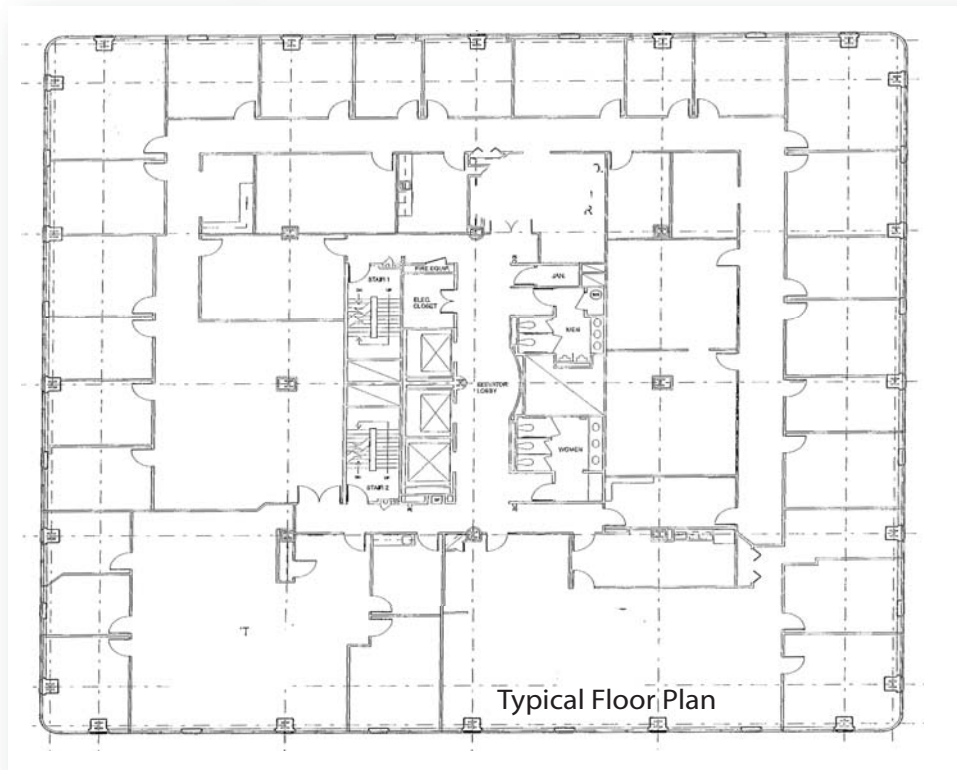 STAIR 1
FIRE EQUIP.
ELEC.
CLOSET
JAN.
MEN
ELEVATOR
LOBBY
WOMEN
STAIR 2
Typical Floor Plan